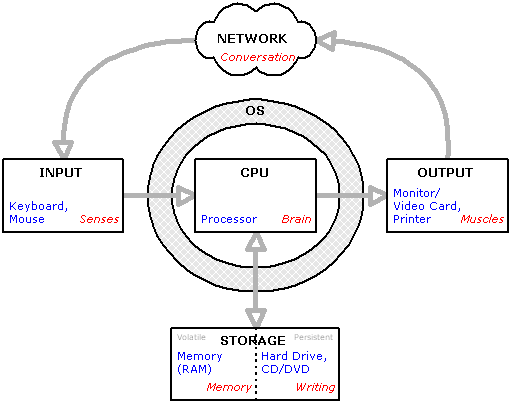 NETWORK
Conversation
OS
INPUT
Keyboard,
Mouse
Senses
CPU
Processor
Brain
OUTPUT
Monitor/
Video Card,
Printer
Muscles
Volatile
STORAGE
Persistent
Memory
(RAM)
Memory
Hard Drive,
CD/DVD
Writing